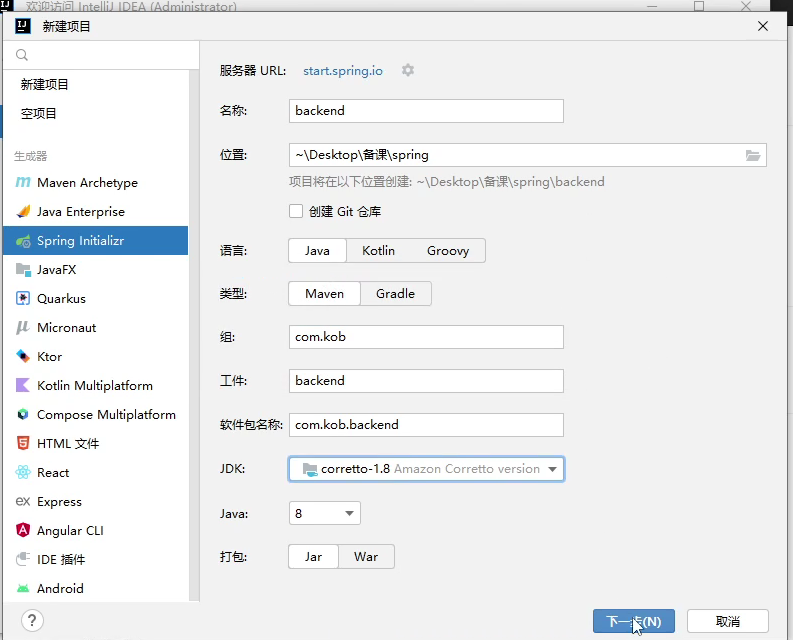 欢迎访问 IntelliJ IDEA (Administrator)
新建项目
新建项目
空项目
生成器
Maven Archetype
Java Enterprise
Spring Initializr
JavaFX
Quarkus
Micronaut
Ktor
Kotlin Multiplatform
Compose Multiplatform
HTML 文件
React
Express
Angular CLI
IDE 插件
Android
服务器 URL: start.spring.io
名称: backend
位置: ~\Desktop\备课\spring
项目将在以下位置创建: ~\Desktop\备课\spring\backend
创建 Git 仓库
语言: Java Kotlin Groovy
类型: Maven Gradle
组: com.kob
工件: backend
软件包名称: com.kob.backend
JDK: corretto-1.8 Amazon Corretto version
Java: 8
打包: Jar War
? 下一步(N) 取消